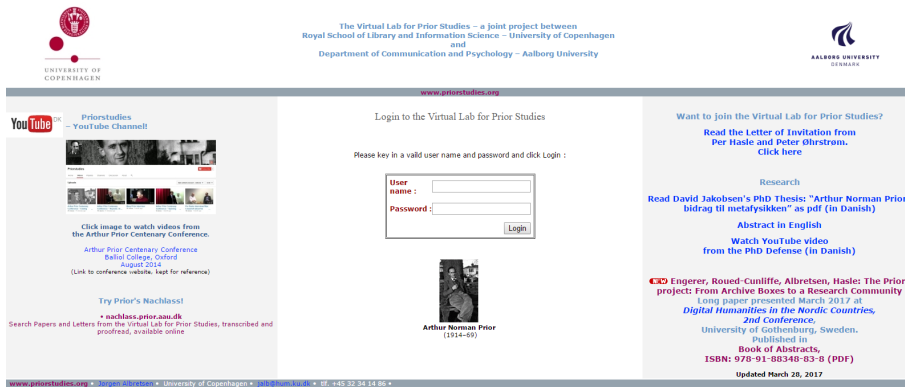 The Virtual Lab for Prior Studies – a joint project between
Royal School of Library and Information Science – University of Copenhagen
and
Department of Communication and Psychology – Aalborg University
UNIVERSITY OF
COPENHAGEN
AALBORG UNIVERSITY
DENMARK
www.priorstudies.org
YouTube DK
Priorstudies
– YouTube Channel!
Click image to watch videos from
the Arthur Prior Centenary Conference.
Arthur Prior Centenary Conference
Balliol College, Oxford
August 2014
(Link to conference website, kept for reference)
Try Prior's Nachlass!
• nachlass.prior.aau.dk
Search Papers and Letters from the Virtual Lab for Prior Studies, transcribed and
proofread, available online
Login to the Virtual Lab for Prior Studies
Please key in a vaild user name and password and click Login :
User
name :
Password :
Login
Arthur Norman Prior
(1914–69)
Want to join the Virtual Lab for Prior Studies?
Read the Letter of Invitation from
Per Hasle and Peter Øhrstrøm.
Click here
Research
Read David Jakobsen's PhD Thesis: "Arthur Norman Prior
bidrag til metafysikken" as pdf (in Danish)
Abstract in English
Watch YouTube video
from the PhD Defense (in Danish)
NEW Engerer, Roued-Cunliffe, Albretsen, Hasle: The Prior
project: From Archive Boxes to a Research Community
Long paper presented March 2017 at
Digital Humanities in the Nordic Countries,
2nd Conference,
University of Gothenburg, Sweden.
Published in
Book of Abstracts,
ISBN: 978-91-88348-83-8 (PDF)
Updated March 28, 2017
www.priorstudies.org • Jørgen Albretsen • University of Copenhagen • jalb@hum.ku.dk • tlf. +45 32 34 14 86 •